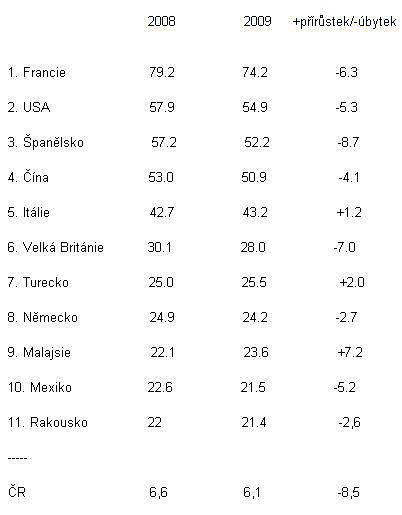 2008 2009 +přírůstek/-úbytek
1. Francie 79.2 74.2 -6.3
2. USA 57.9 54.9 -5.3
3. Španělsko 57.2 52.2 -8.7
4. Čína 53.0 50.9 -4.1
5. Itálie 42.7 43.2 +1.2
6. Velká Británie 30.1 28.0 -7.0
7. Turecko 25.0 25.5 +2.0
8. Německo 24.9 24.2 -2.7
9. Malajsie 22.1 23.6 +7.2
10. Mexiko 22.6 21.5 -5.2
11. Rakousko 22 21.4 -2,6
-----
ČR 6,6 6,1 -8,5